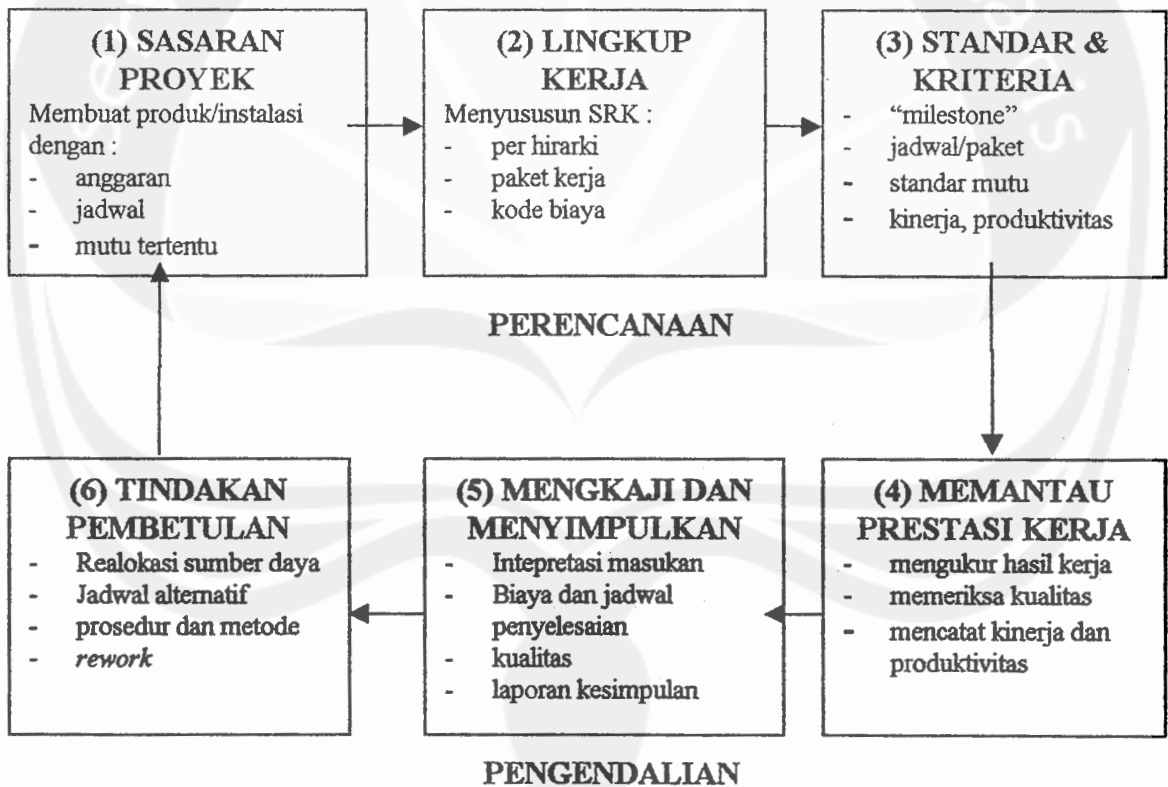 (1) SASARAN
PROYEK
Membuat produk/instalasi
dengan :
- anggaran
- jadwal
- mutu tertentu
(2) LINGKUP
KERJA
Menyususun SRK :
- per hirarki
- paket kerja
- kode biaya
(3) STANDAR &
KRITERIA
- “milestone”
- jadwal/paket
- standar mutu
- kinerja, produktivitas
PERENCANAAN
(6) TINDAKAN
PEMBETULAN
- Realokasi sumber daya
- Jadwal alternatif
- prosedur dan metode
- rework
(5) MENGKAJI DAN
MENYIMPULKAN
- Intepretasi masukan
- Biaya dan jadwal
penyelesaian
- kualitas
- laporan kesimpulan
(4) MEMANTAU
PRESTASI KERJA
- mengukur hasil kerja
- memeriksa kualitas
- mencatat kinerja dan
produktivitas
PENGENDALIAN